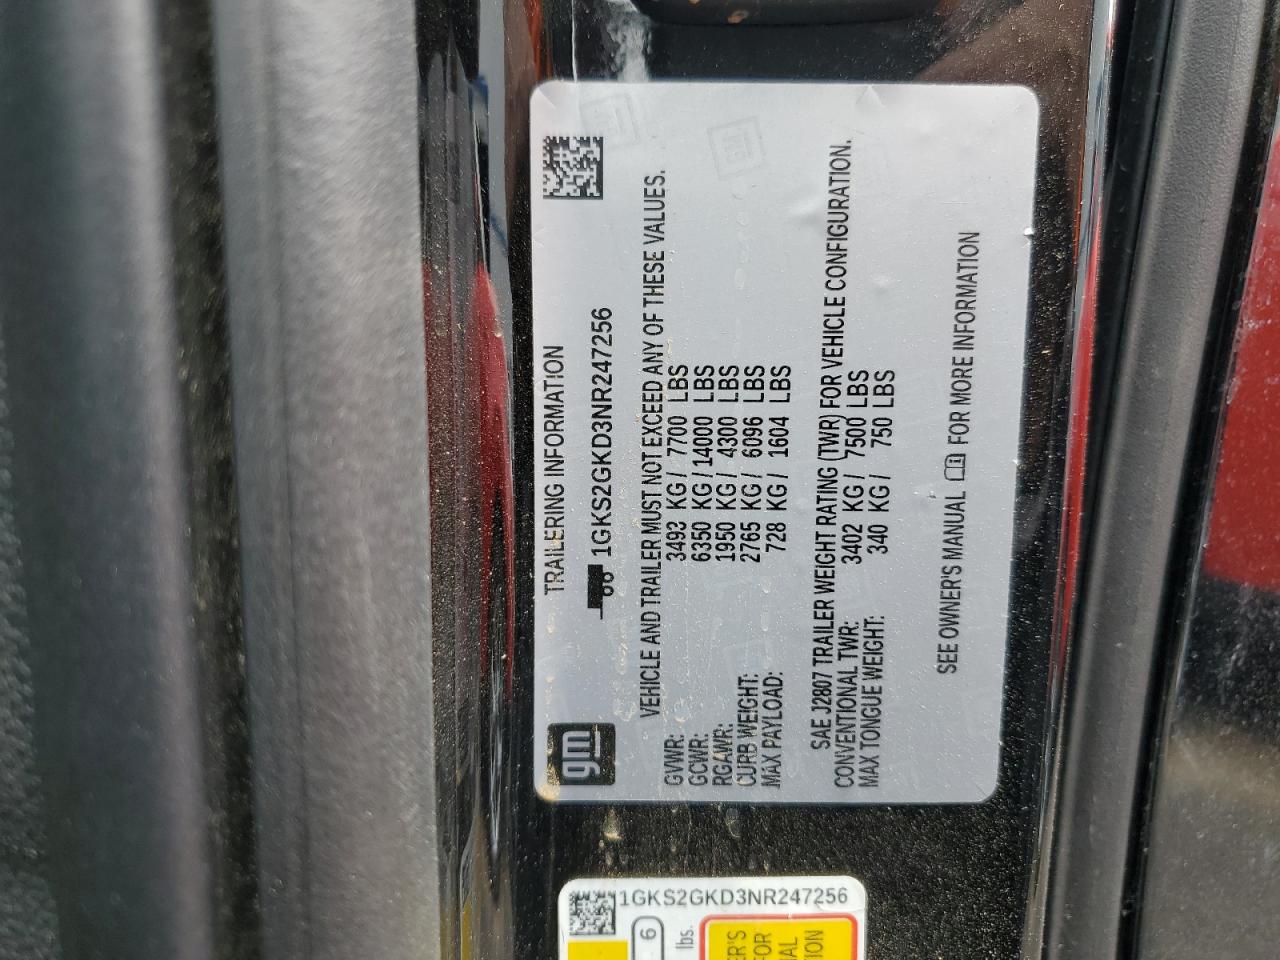 gm
TRAILERING INFORMATION
1GKS2GKD3NR247256
VEHICLE AND TRAILER MUST NOT EXCEED ANY OF THESE VALUES.
GVWR: 3493 KG / 7700 LBS
GCWR: 6350 KG / 14000 LBS
RGAWR: 1950 KG / 4300 LBS
CURB WEIGHT: 2765 KG / 6096 LBS
MAX PAYLOAD: 728 KG / 1604 LBS
SAE J2807 TRAILER WEIGHT RATING (TWR) FOR VEHICLE CONFIGURATION.
CONVENTIONAL TWR: 3402 KG / 7500 LBS
MAX TONGUE WEIGHT: 340 KG / 750 LBS
SEE OWNER'S MANUAL FOR MORE INFORMATION
1GKS2GKD3NR247256
6
lbs.
FOR